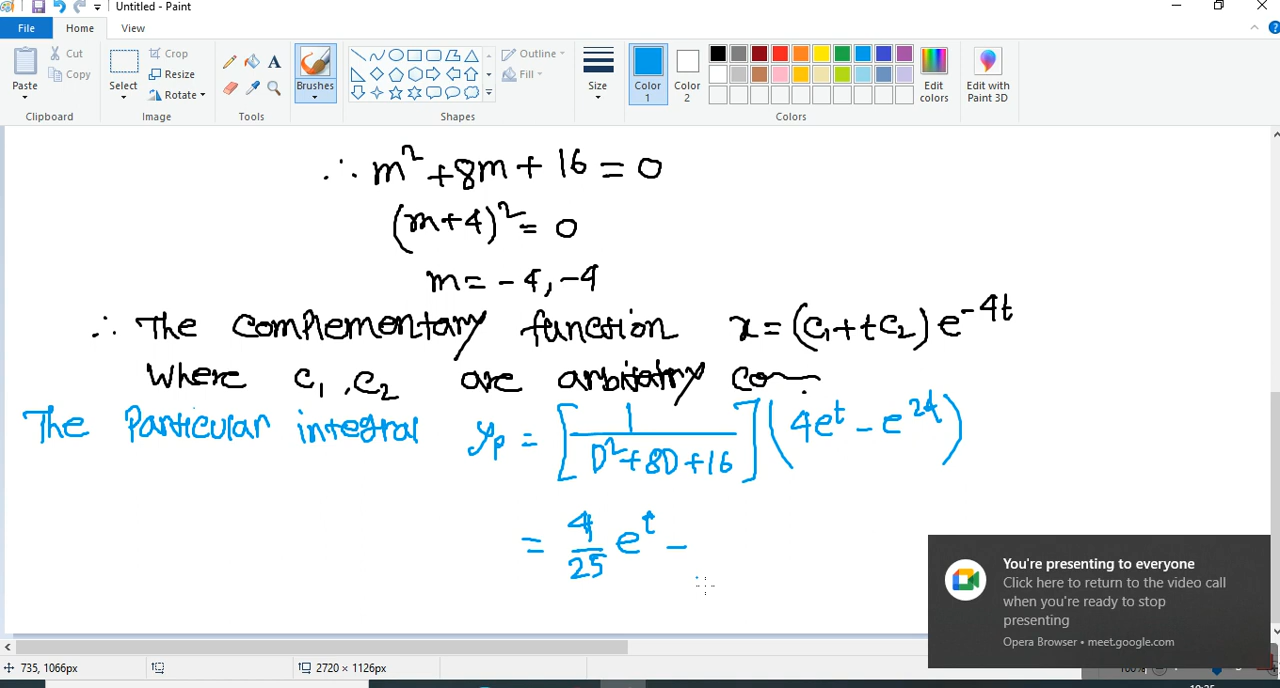 Untitled - Paint
File Home View
Paste Cut Copy Select Crop Resize Rotate Brushes Outline Fill Size Color 1 Color 2 Edit colors Edit with Paint 3D
Clipboard Image Tools Shapes Colors
∴ m²+8m+16=0
(m+4)²=0
m=-4,-4
∴ The complementary function x=(c₁+tc₂)e^{-4t}
Where c₁,c₂ are arbitatry con
The Particular integral yₚ = [1/(D²+8D+16)](4e^t - e^{2t})
= 4/25 e^t -
You're presenting to everyone
Click here to return to the video call
when you're ready to stop
presenting
Opera Browser • meet.google.com
735, 1066px 2720 × 1126px 100%